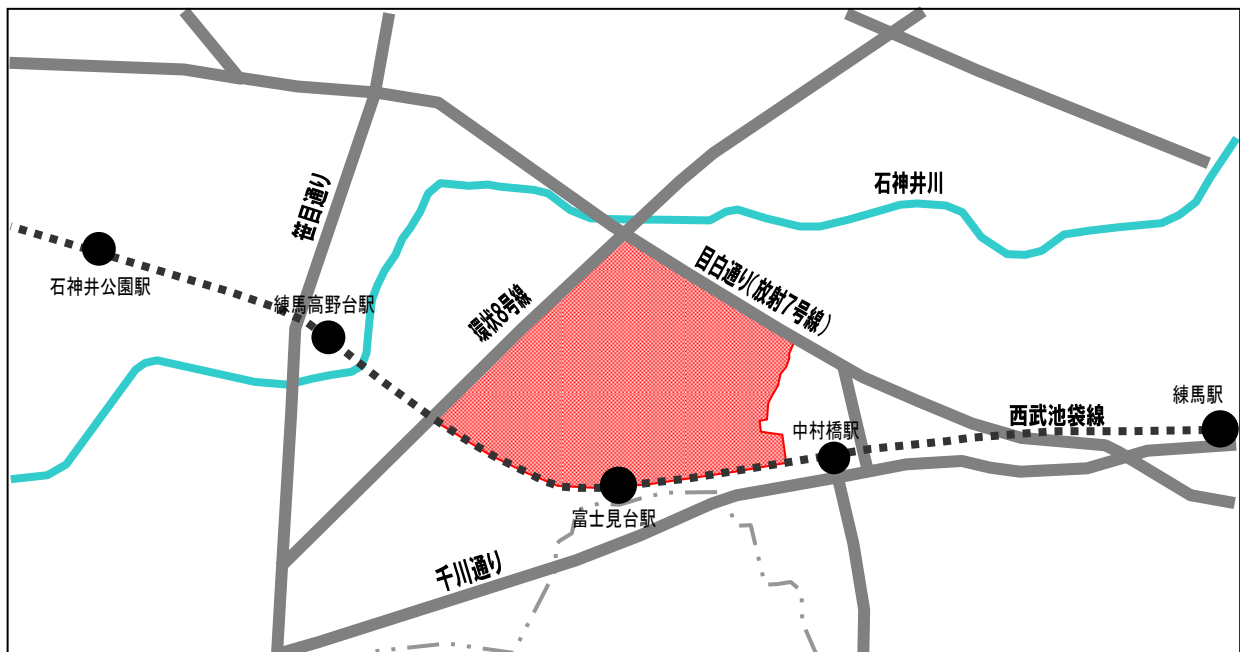 石神井川
笹目通り
石神井公園駅
目白通り(放射7号線)
練馬高野台駅
環状8号線
練馬駅
西武池袋線
中村橋駅
富士見台駅
千川通り